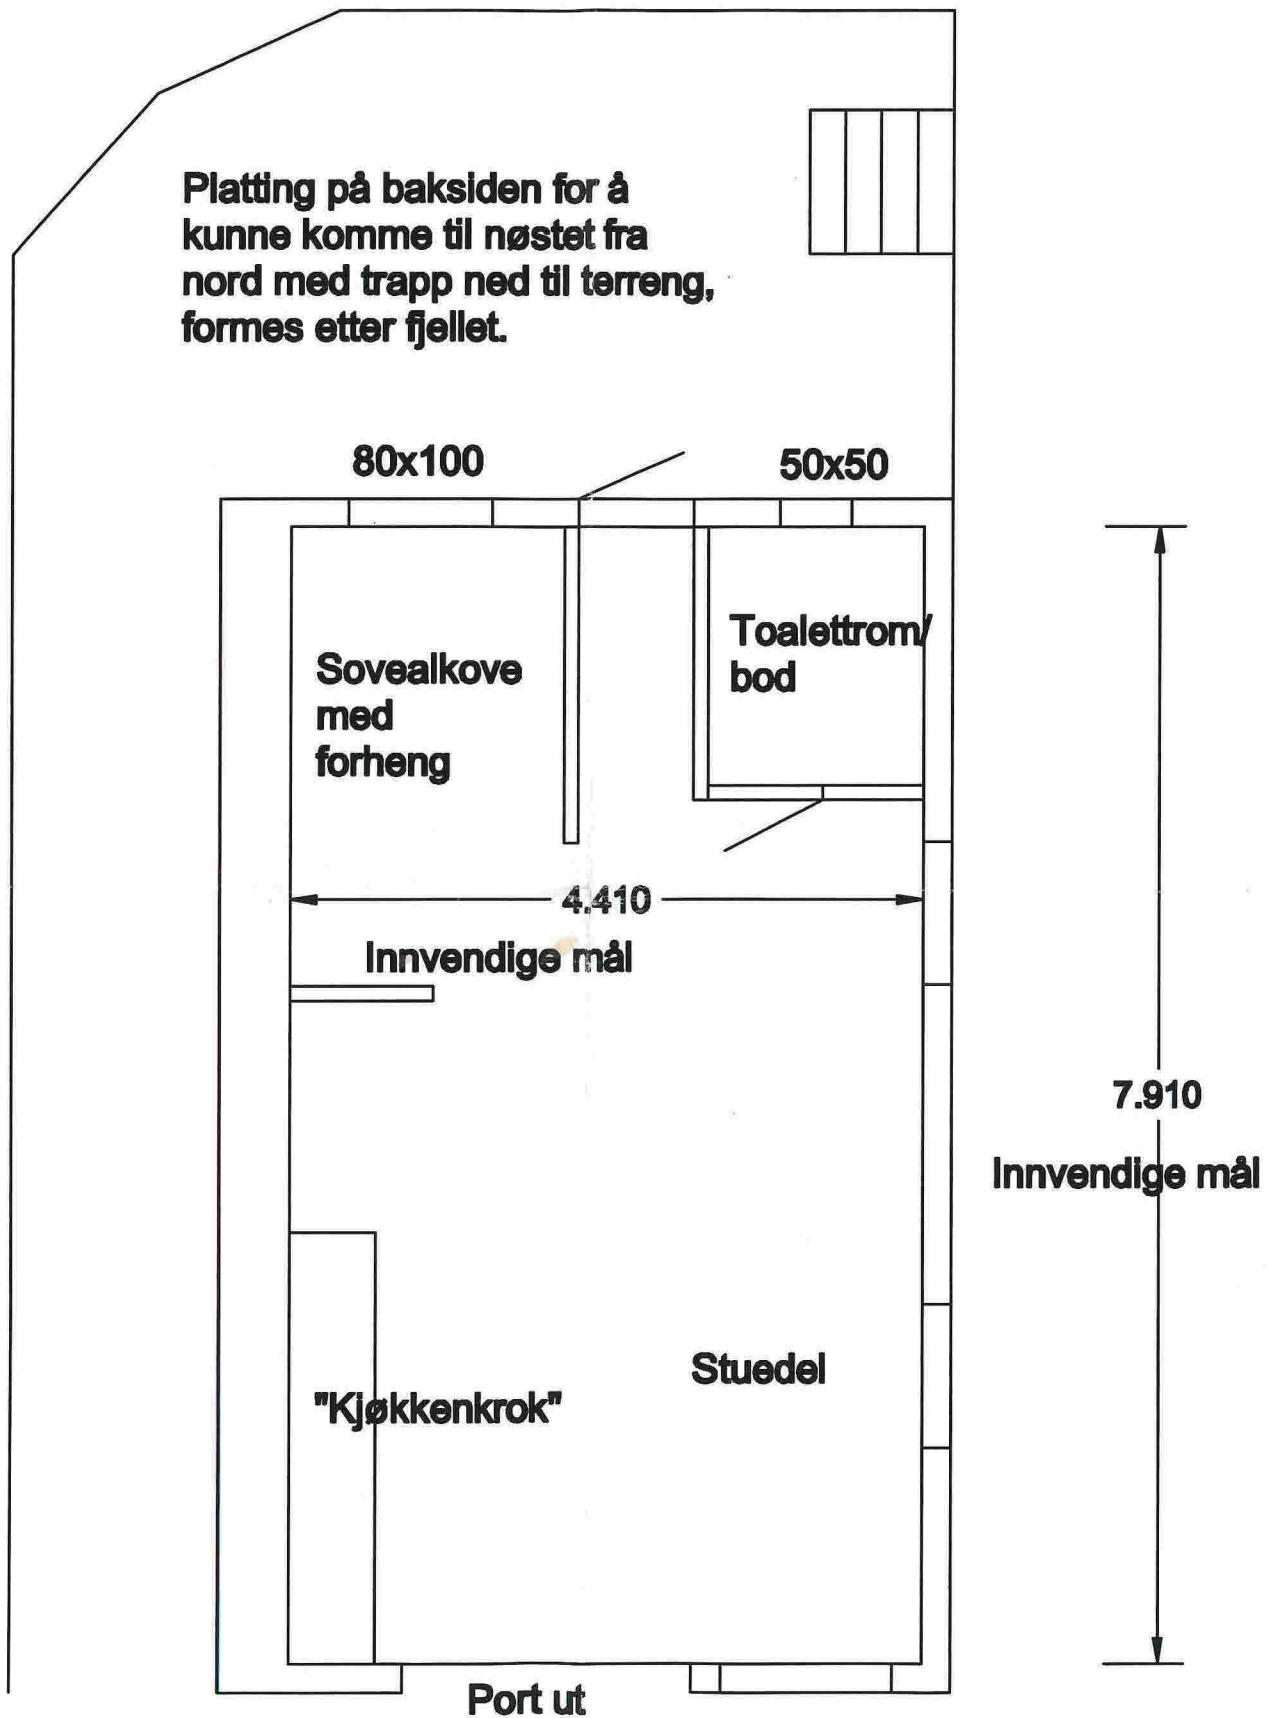 Platting på baksiden for å
kunne komme til nøstet fra
nord med trapp ned til terreng,
formes etter fjellet.
80x100
50x50
Toalettrom/
bod
Sovealkove
med
forheng
4.410
Innvendige mål
7.910
Innvendige mål
Stuedel
"Kjøkkenkrok"
Port ut